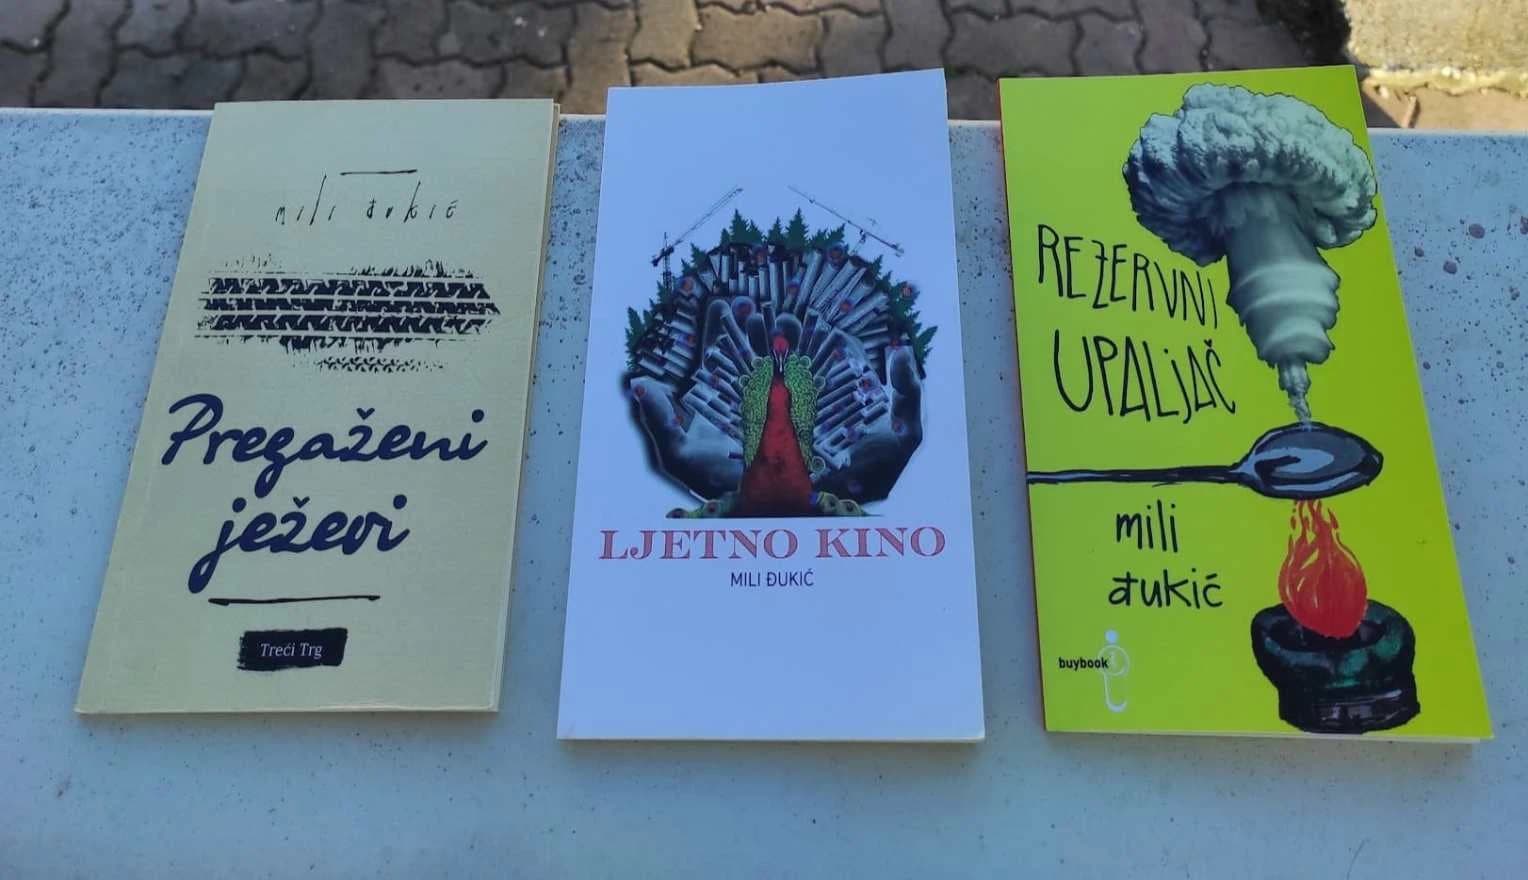 mili đukić
Pregaženi
ježevi
Treći Trg
LJETNO KINO
MILI ĐUKIĆ
REZERVNI
UPALJAČ
mili
đukić
buybook